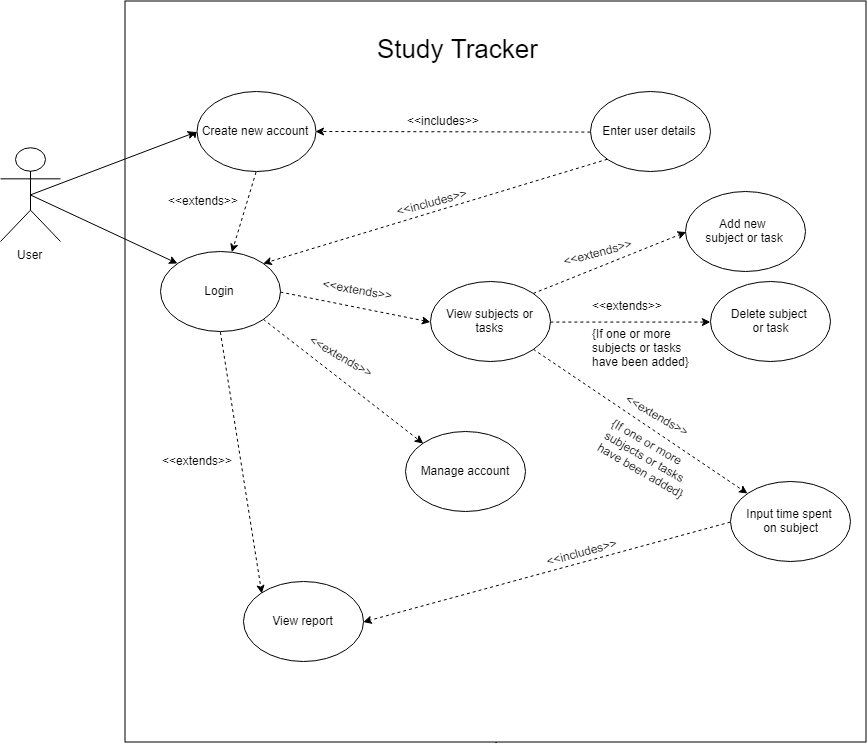 Study Tracker
Create new account
<<includes>>
Enter user details
<<extends>>
<<includes>>
User
Add new
subject or task
<<extends>>
Login
<<extends>>
View subjects or
tasks
<<extends>>
{If one or more
subjects or tasks
have been added}
Delete subject
or task
<<extends>>
<<extends>>
{If one or more
subjects or tasks
have been added}
<<extends>>
Manage account
Input time spent
on subject
<<includes>>
View report